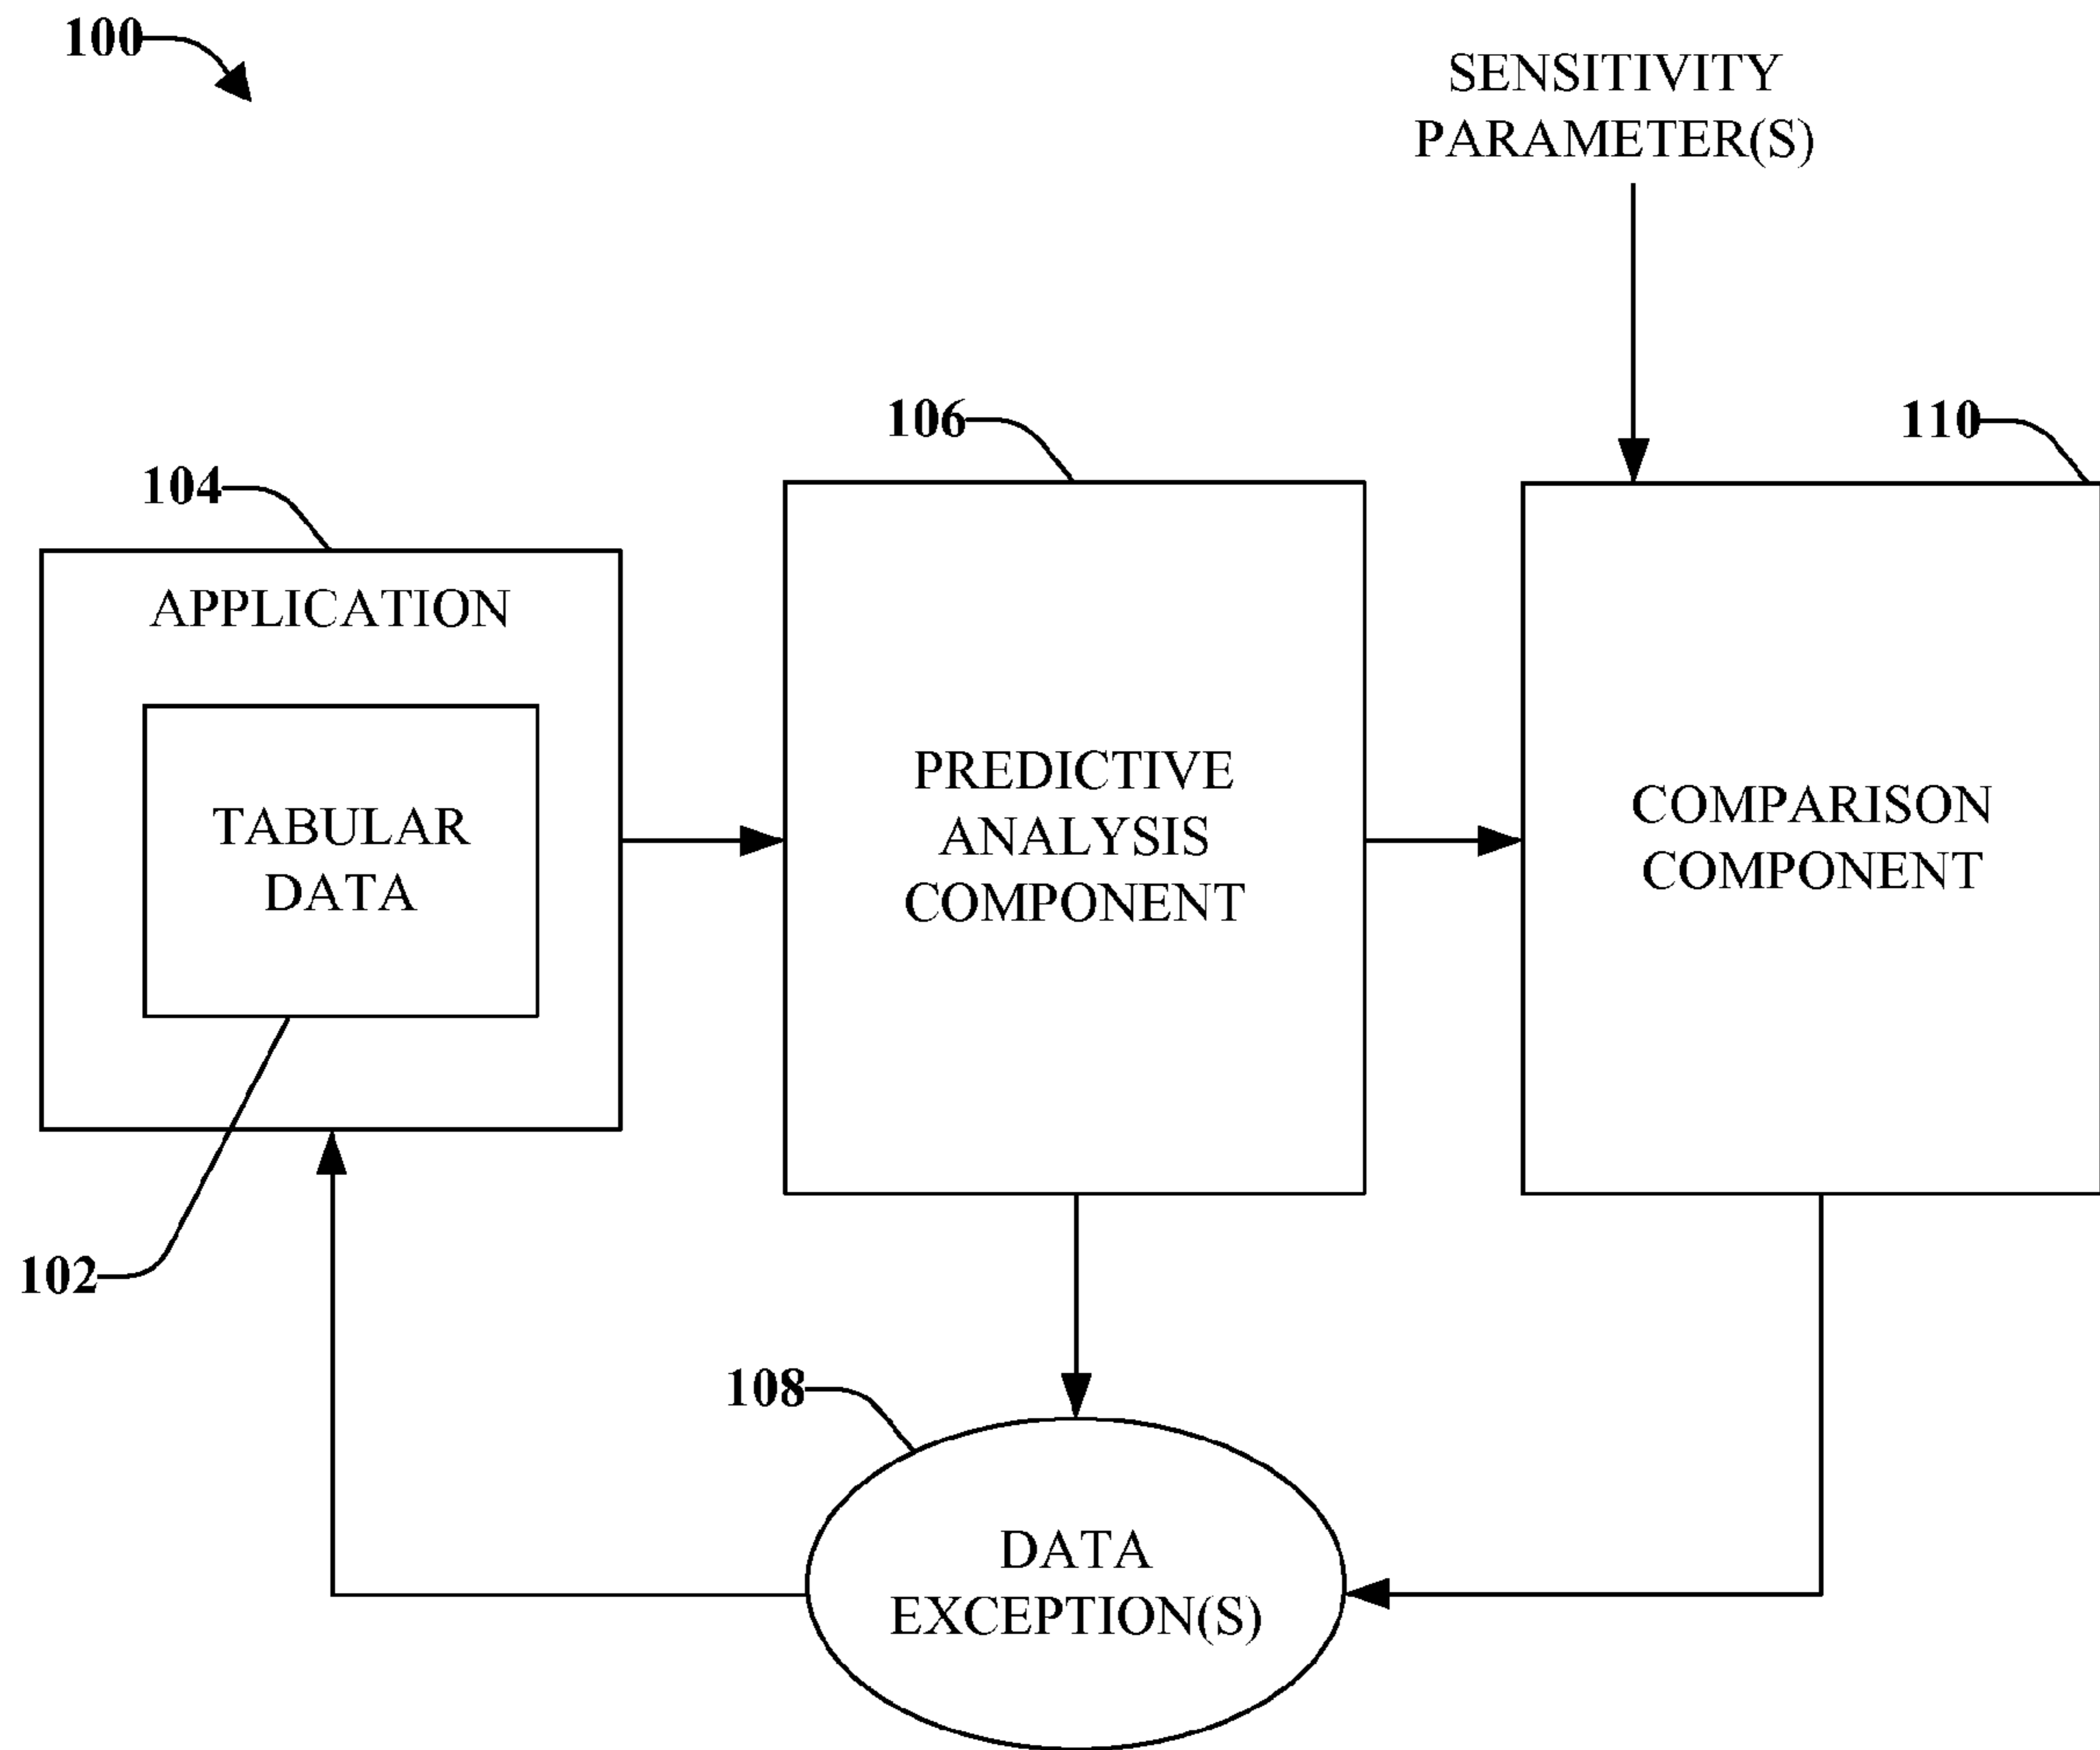 100
SENSITIVITY
PARAMETER(S)
106
110
104
APPLICATION
TABULAR
DATA
PREDICTIVE
ANALYSIS
COMPONENT
COMPARISON
COMPONENT
102
108
DATA
EXCEPTION(S)